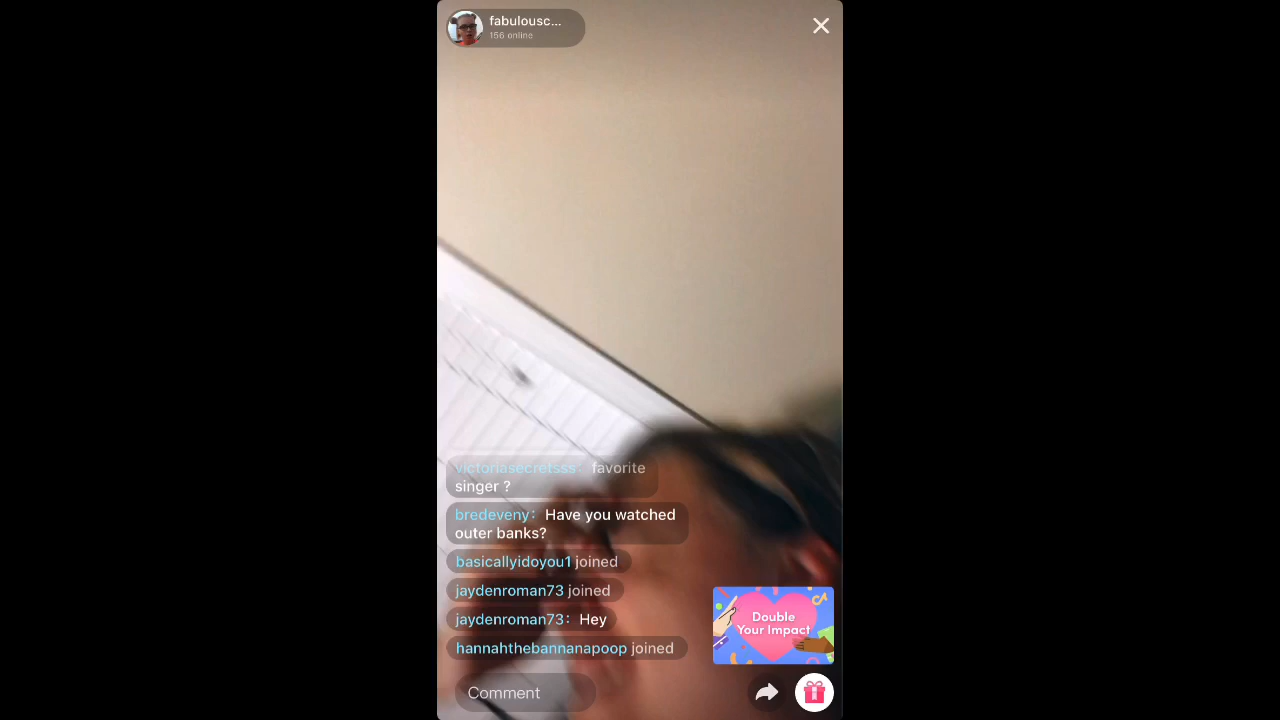 fabulousc...
156 online
victoriasecretsss: favorite
singer ?
bredeveny: Have you watched
outer banks?
basicallyidoyou1 joined
jaydenroman73 joined
jaydenroman73: Hey
hannahthebannanapoop joined
Double
Your Impact
Comment